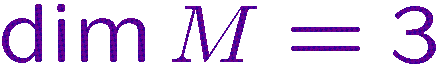 dim M = 3